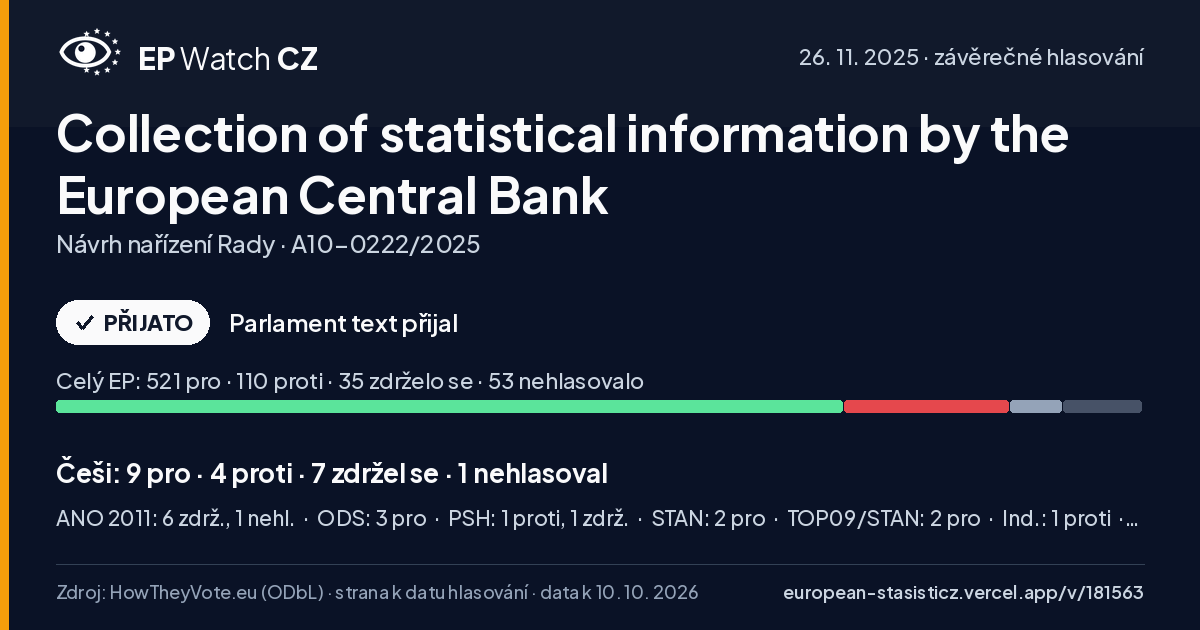 EP Watch CZ
26. 11. 2025 · závěrečné hlasování
Collection of statistical information by the
European Central Bank
Návrh nařízení Rady · A10–0222/2025
✓ PŘIJATO
Parlament text přijal
Celý EP: 521 pro · 110 proti · 35 zdrželo se · 53 nehlasovalo
Češi: 9 pro · 4 proti · 7 zdržel se · 1 nehlasoval
ANO 2011: 6 zdrž., 1 nehl. · ODS: 3 pro · PSH: 1 proti, 1 zdrž. · STAN: 2 pro · TOP09/STAN: 2 pro · Ind.: 1 proti ·…
Zdroj: HowTheyVote.eu (ODbL) · strana k datu hlasování · data k 10. 10. 2026
european-stasisticz.vercel.app/v/181563